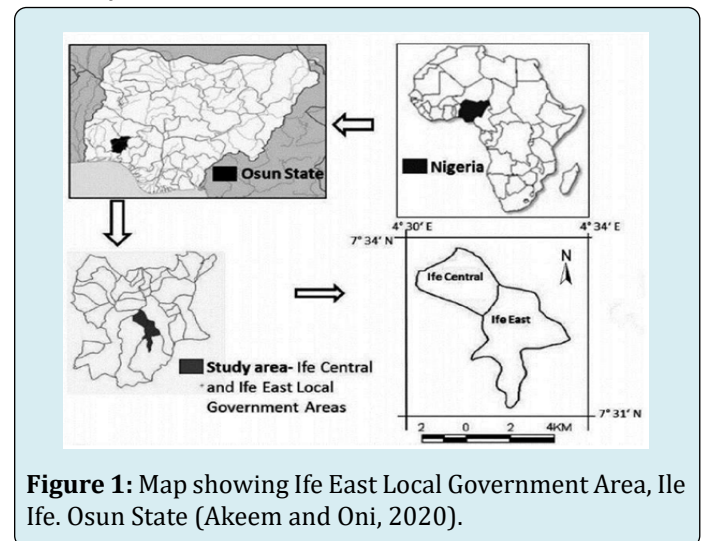 Osun State
Nigeria
4° 30′ E
4° 34′ E
7° 34′ N
N
Ife Central
Ife East
Study area- Ife Central
and Ife East Local
Government Areas
7° 31′ N
2 0 2 4KM
Figure 1: Map showing Ife East Local Government Area, Ile
Ife. Osun State (Akeem and Oni, 2020).